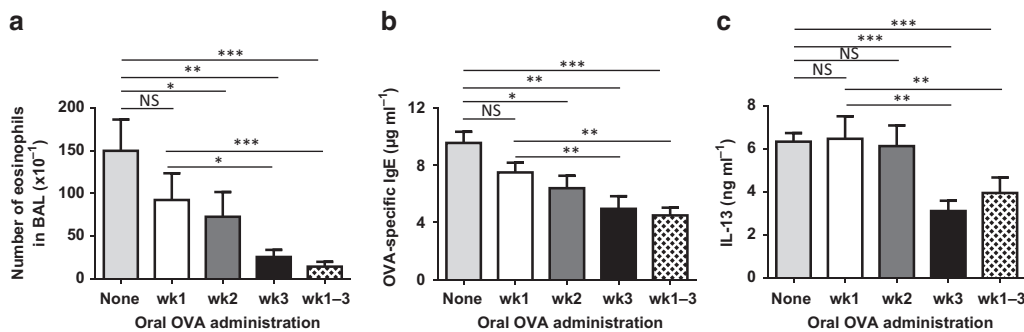 a
***
**
*
NS
***
*
Number of eosinophils
in BAL (x10⁻¹)
200
150
100
50
0
None wk1 wk2 wk3 wk1–3
Oral OVA administration
b
***
**
*
NS
**
**
OVA-specific IgE (µg ml⁻¹)
12
8
4
0
None wk1 wk2 wk3 wk1–3
Oral OVA administration
c
***
***
NS
NS
**
**
IL-13 (ng ml⁻¹)
8
6
4
2
0
None wk1 wk2 wk3 wk1–3
Oral OVA administration